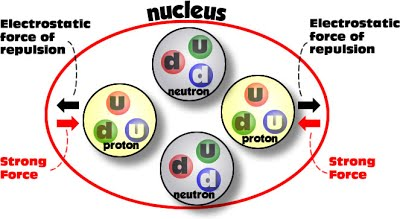 nucleus
Electrostatic
force of
repulsion
Electrostatic
force of
repulsion
d u
d
neutron
u
d u
proton
u
d u
proton
u
d d
neutron
Strong
Force
Strong
Force